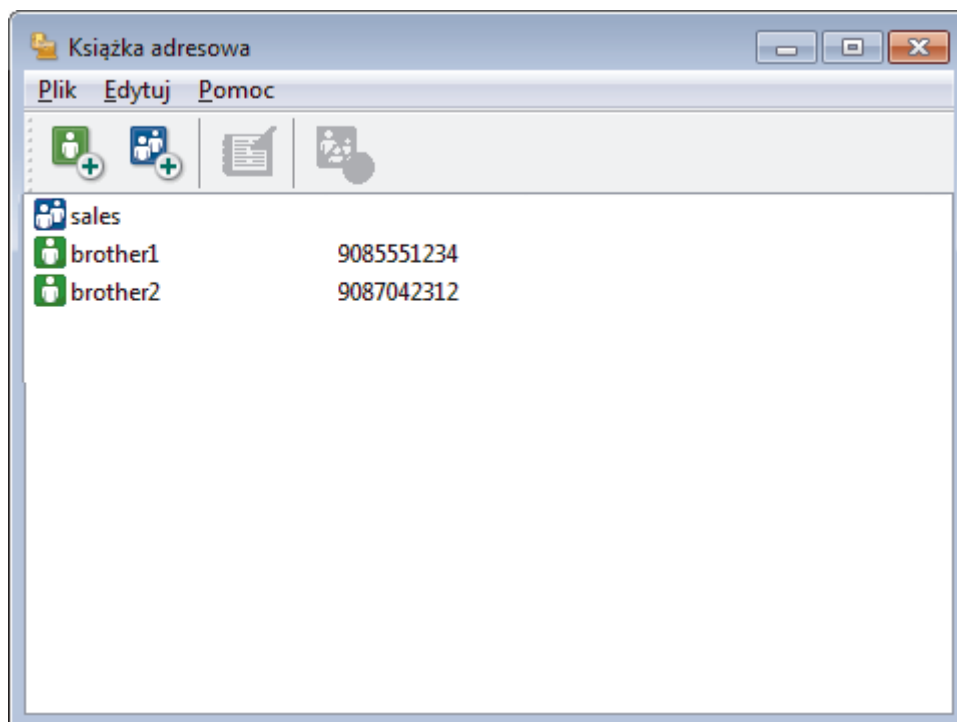 Książka adresowa
Plik Edytuj Pomoc
sales
brother1 9085551234
brother2 9087042312